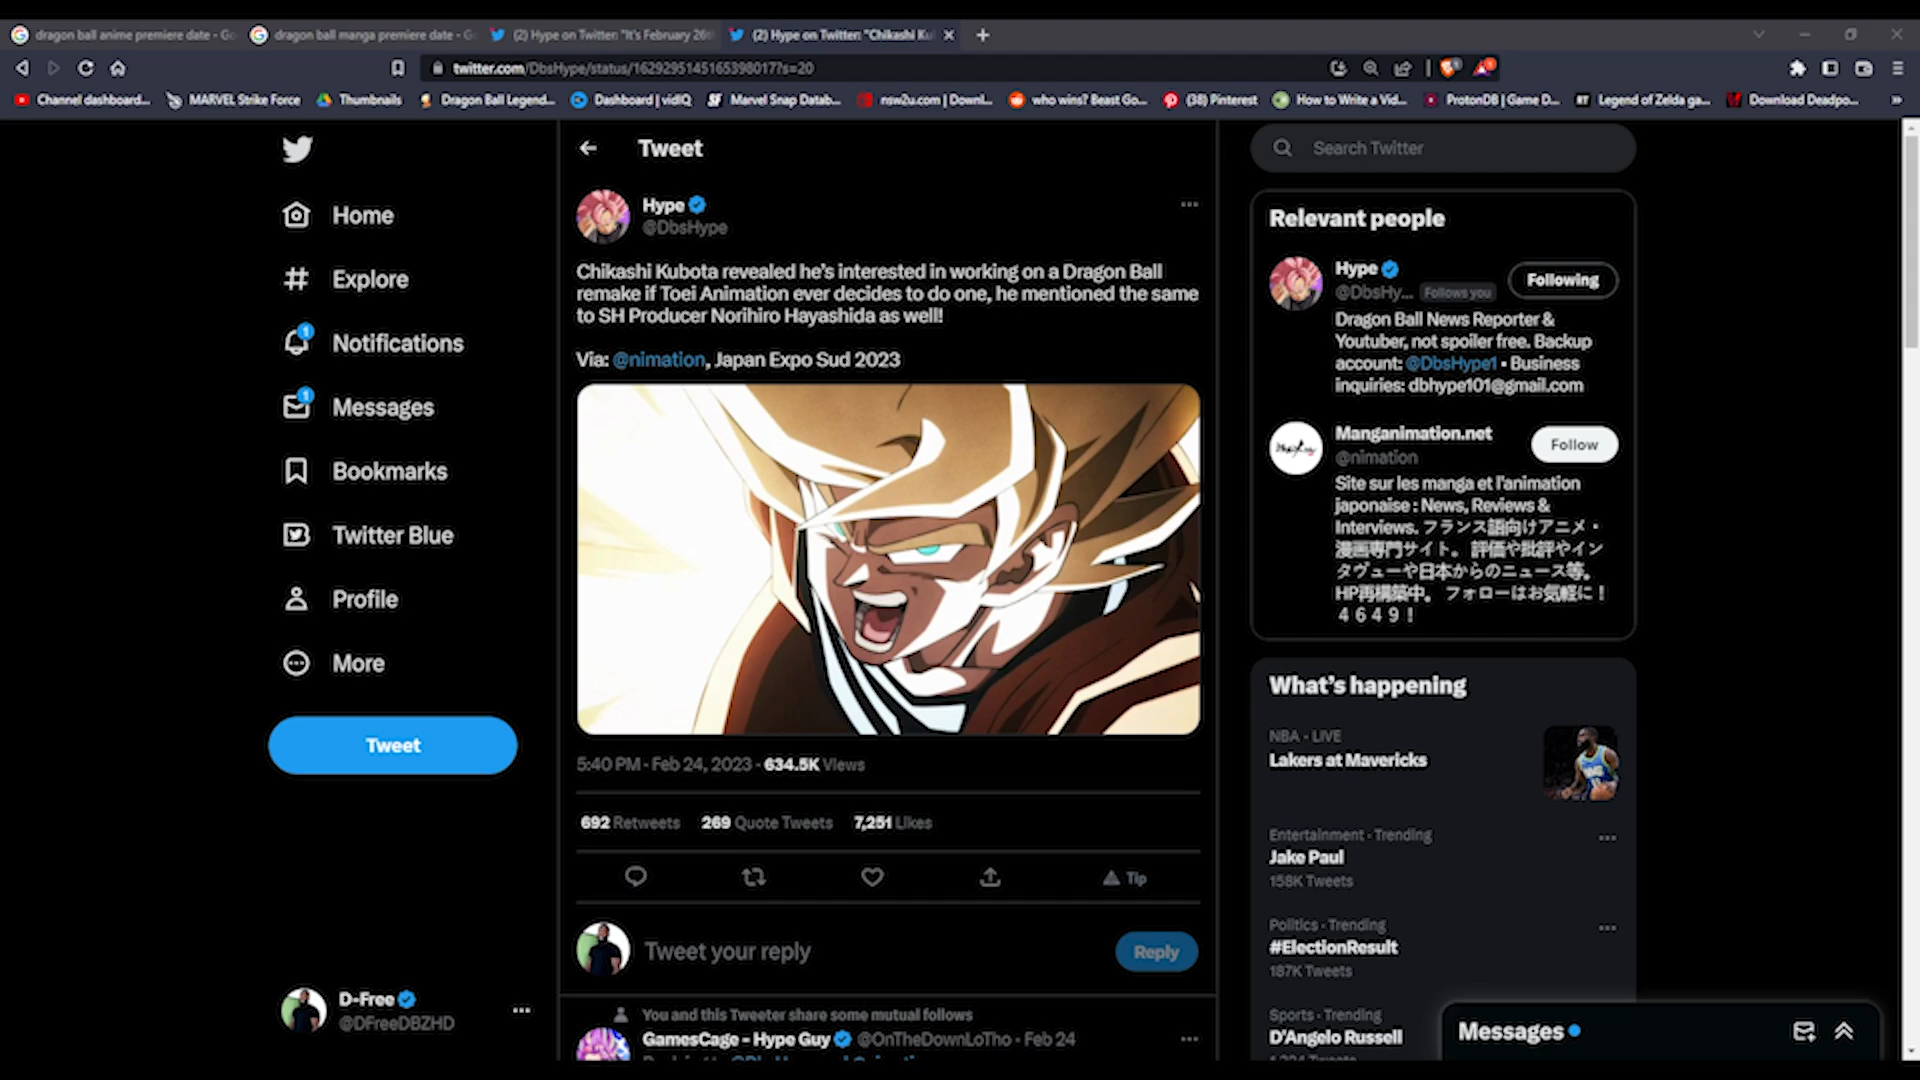 dragon ball anime premiere date - Go
dragon ball manga premiere date - G
(2) Hype on Twitter: "It's February 26th
(2) Hype on Twitter: "Chikashi Ku
twitter.com/DbsHype/status/1629295145165398017?s=20
Channel dashboard...
MARVEL Strike Force
Thumbnails
Dragon Ball Legend...
Dashboard | vidIQ
Marvel Snap Datab...
nsw2u.com | Downl...
who wins? Beast Go...
(38) Pinterest
How to Write a Vid...
ProtonDB | Game D...
Legend of Zelda ga...
Download Deadpo...
Home
Explore
1
Notifications
1
Messages
Bookmarks
Twitter Blue
Profile
More
Tweet
D-Free
@DFreeDBZHD
Tweet
Hype
@DbsHype
Chikashi Kubota revealed he's interested in working on a Dragon Ball
remake if Toei Animation ever decides to do one, he mentioned the same
to SH Producer Norihiro Hayashida as well!
Via: @nimation, Japan Expo Sud 2023
5:40 PM · Feb 24, 2023 · 634.5K Views
692 Retweets 269 Quote Tweets 7,251 Likes
Tip
Tweet your reply
Reply
You and this Tweeter share some mutual follows
GamesCage - Hype Guy @OnTheDownLoTho · Feb 24
Search Twitter
Relevant people
Hype
@DbsHy... Follows you
Following
Dragon Ball News Reporter &
Youtuber, not spoiler free. Backup
account: @DbsHype1 • Business
inquiries: dbhype101@gmail.com
Manganimation.net
@nimation
Follow
Site sur les manga et l'animation
japonaise : News, Reviews &
Interviews. フランス語向けアニメ・
漫画専門サイト。 評価や批評やイン
タヴューや日本からのニュース等。
HP再構築中。 フォローはお気軽に！
４６４９！
What's happening
NBA · LIVE
Lakers at Mavericks
Entertainment · Trending
Jake Paul
158K Tweets
Politics · Trending
#ElectionResult
187K Tweets
Sports · Trending
D'Angelo Russell
Messages